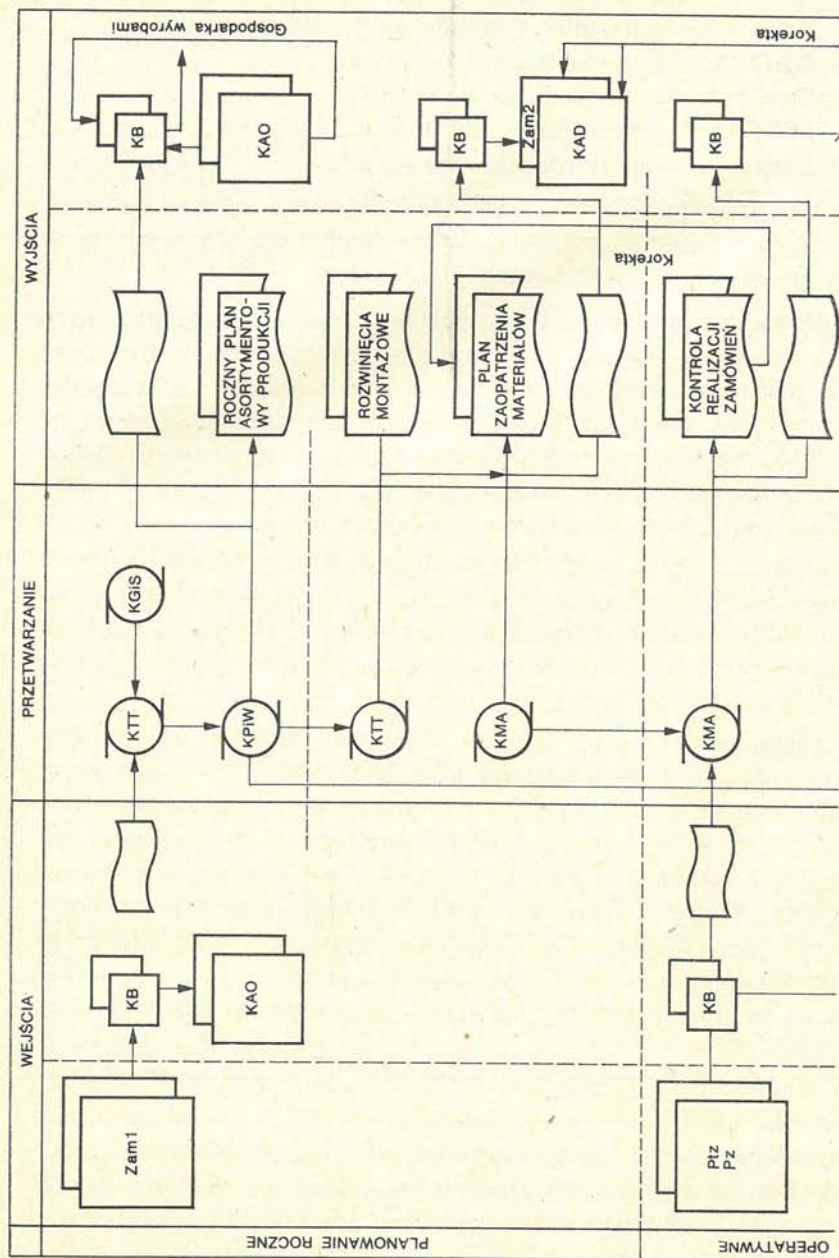 WEJŚCIA
PRZETWARZANIE
WYJŚCIA
PLANOWANIE ROCZNE
Zam1
KB
KAO
KTT
KGiS
KPiW
ROCZNY PLAN
ASORTYMENTO-
WY PRODUKCJI
KB
KAO
Gospodarka wyrobami
KTT
ROZWINIĘCIA
MONTAŻOWE
KMA
PLAN
ZAOPATRZENIA
MATERIAŁÓW
Korekta
KB
Zam2
KAD
Korekta
OPERATYWNE
Ptz
Pz
KB
KMA
KONTROLA
REALIZACJI
ZAMÓWIEŃ
KB